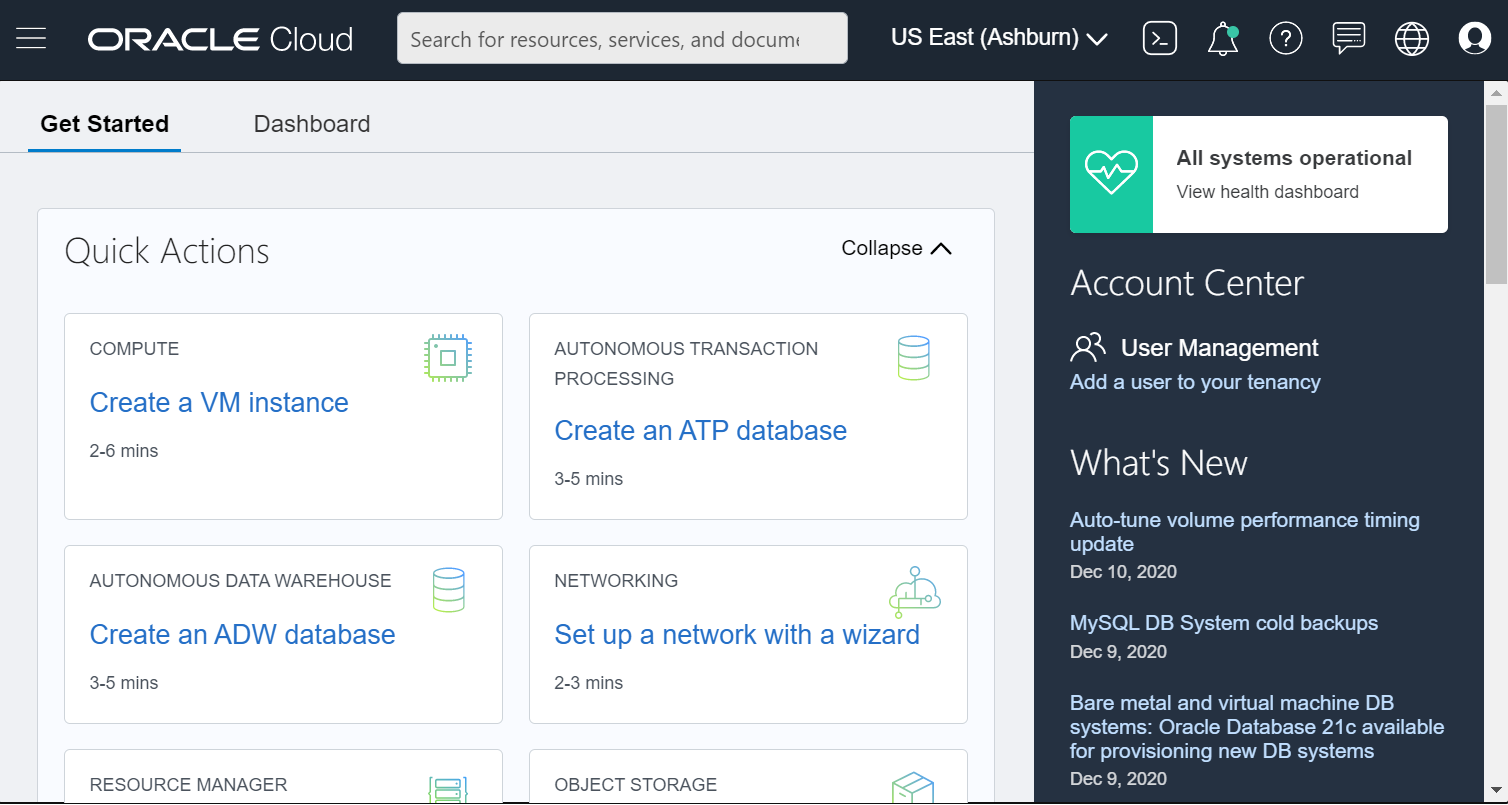 ORACLE Cloud
Search for resources, services, and docume
US East (Ashburn)
Get Started
Dashboard
Quick Actions
Collapse
COMPUTE
Create a VM instance
2-6 mins
AUTONOMOUS TRANSACTION
PROCESSING
Create an ATP database
3-5 mins
AUTONOMOUS DATA WAREHOUSE
Create an ADW database
3-5 mins
NETWORKING
Set up a network with a wizard
2-3 mins
RESOURCE MANAGER
OBJECT STORAGE
All systems operational
View health dashboard
Account Center
User Management
Add a user to your tenancy
What's New
Auto-tune volume performance timing
update
Dec 10, 2020
MySQL DB System cold backups
Dec 9, 2020
Bare metal and virtual machine DB
systems: Oracle Database 21c available
for provisioning new DB systems
Dec 9, 2020